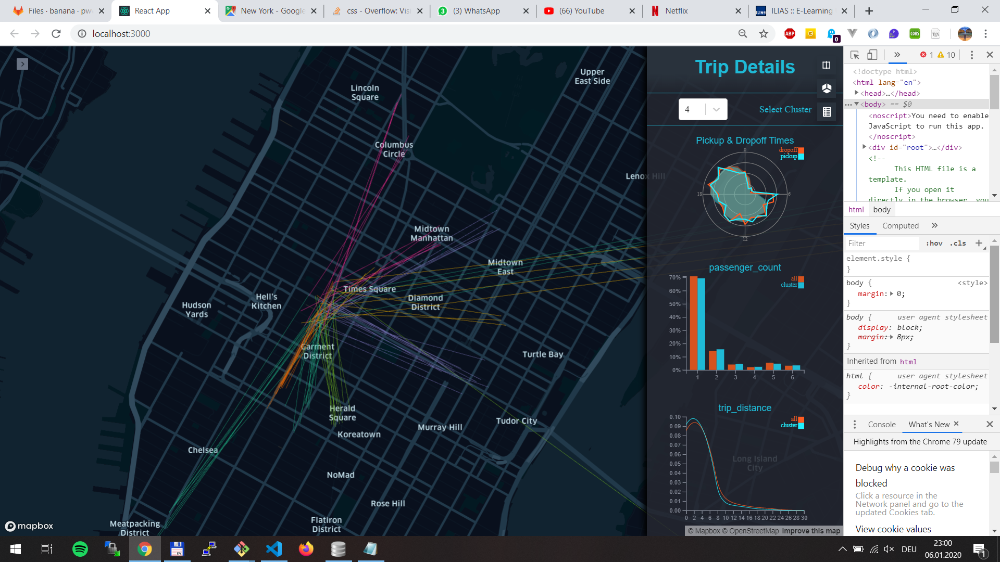 Files · banana · pw
React App
New York - Google
css - Overflow: Visi
(3) WhatsApp
(66) YouTube
Netflix
ILIAS :: E-Learning
localhost:3000
ABP
G
0
CORS
TEX
Upper
East Side
Lincoln
Square
Columbus
Circle
Lenox Hill
Midtown
Manhattan
Midtown
East
Times Square
Hell's
Kitchen
Diamond
District
Hudson
Yards
Garment
District
Turtle Bay
Herald
Square
Koreatown
Murray Hill
Tudor City
Chelsea
NoMad
Rose Hill
Meatpacking
District
Flatiron
District
Long Island
City
mapbox
Trip Details
4
Select Cluster
Pickup & Dropoff Times
dropoff
pickup
0
18
6
12
passenger_count
all
cluster
70%
60%
50%
40%
30%
20%
10%
0%
1 2 3 4 5 6
trip_distance
all
cluster
0.10
0.09
0.08
0.07
0.06
0.05
0.04
0.03
0.02
0.01
0.00
0 2 4 6 8 10 12 14 16 18 20 22 24 26 28 30
© Mapbox © OpenStreetMap Improve this map
1 10
<!doctype html>
<html lang="en">
<head>…</head>
<body> == $0
<noscript>You need to enable
JavaScript to run this app.
</noscript>
<div id="root">…</div>
<!--
This HTML file is a
template.
If you open it
directly in the browser, you
html body
Styles Computed
Filter :hov .cls
element.style {
}
body { <style>
margin: 0;
}
body { user agent stylesheet
display: block;
margin: 8px;
}
Inherited from html
html { user agent stylesheet
color: -internal-root-color;
}
Console What's New
Highlights from the Chrome 79 update
Debug why a cookie was
blocked
Click a resource in the
Network panel and go to the
updated Cookies tab.
View cookie values
64
DEU
23:00
06.01.2020
1